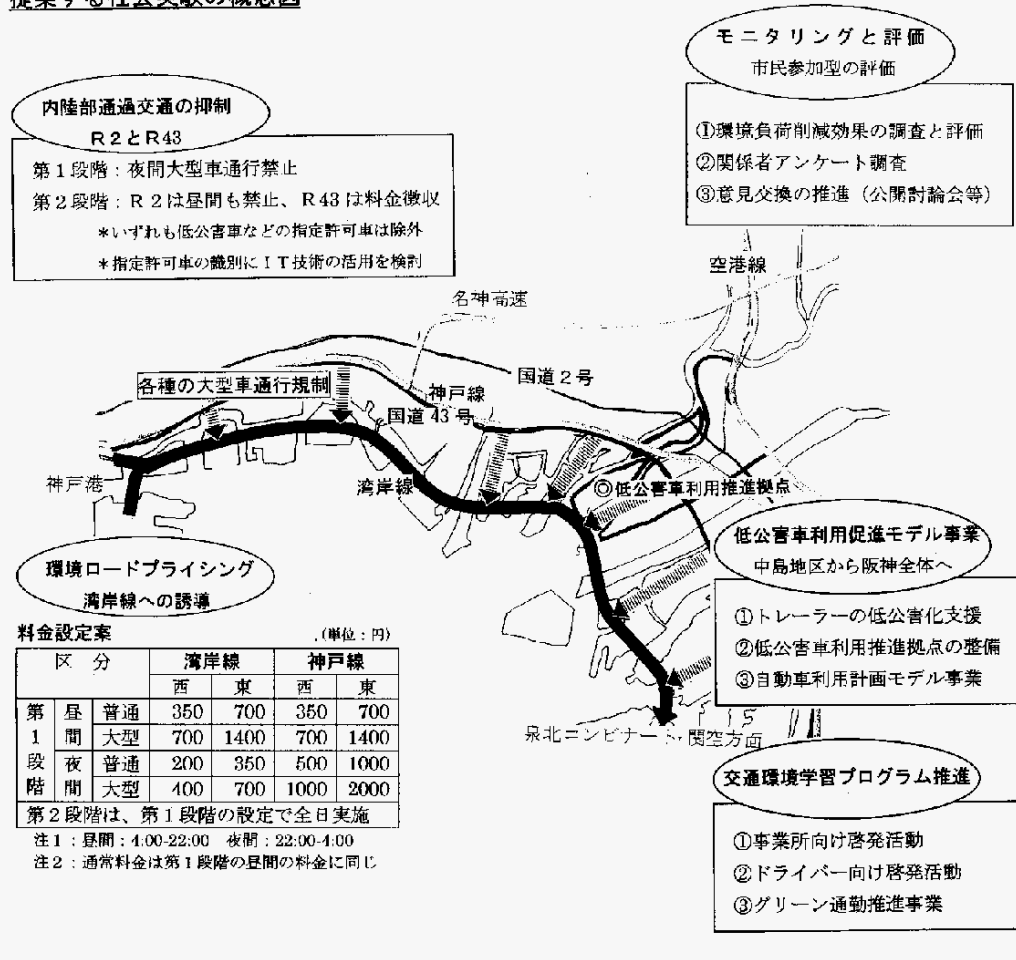 提案する社会実験の概念図
モニタリングと評価
市民参加型の評価
①環境負荷削減効果の調査と評価
②関係者アンケート調査
③意見交換の推進（公開討論会等）
内陸部通過交通の抑制
R2とR43
第1段階：夜間大型車通行禁止
第2段階：R2は昼間も禁止、R43は料金徴収
＊いずれも低公害車などの指定許可車は除外
＊指定許可車の識別にIT技術の活用を検討
空港線
名神高速
国道2号
各種の大型車通行規制
神戸線
国道43号
神戸港
湾岸線
◎低公害車利用推進拠点
低公害車利用促進モデル事業
中島地区から阪神全体へ
①トレーラーの低公害化支援
②低公害車利用推進拠点の整備
③自動車利用計画モデル事業
泉北コンビナート・関空方面
環境ロードプライシング
湾岸線への誘導
料金設定案 （単位：円）
区分 湾岸線 神戸線
西 東 西 東
第1段階 昼間 普通 350 700 350 700
大型 700 1400 700 1400
夜間 普通 200 350 500 1000
大型 400 700 1000 2000
第2段階は、第1段階の設定で全日実施
注1：昼間：4:00-22:00 夜間：22:00-4:00
注2：通常料金は第1段階の昼間の料金に同じ
交通環境学習プログラム推進
①事業所向け啓発活動
②ドライバー向け啓発活動
③グリーン通勤推進事業